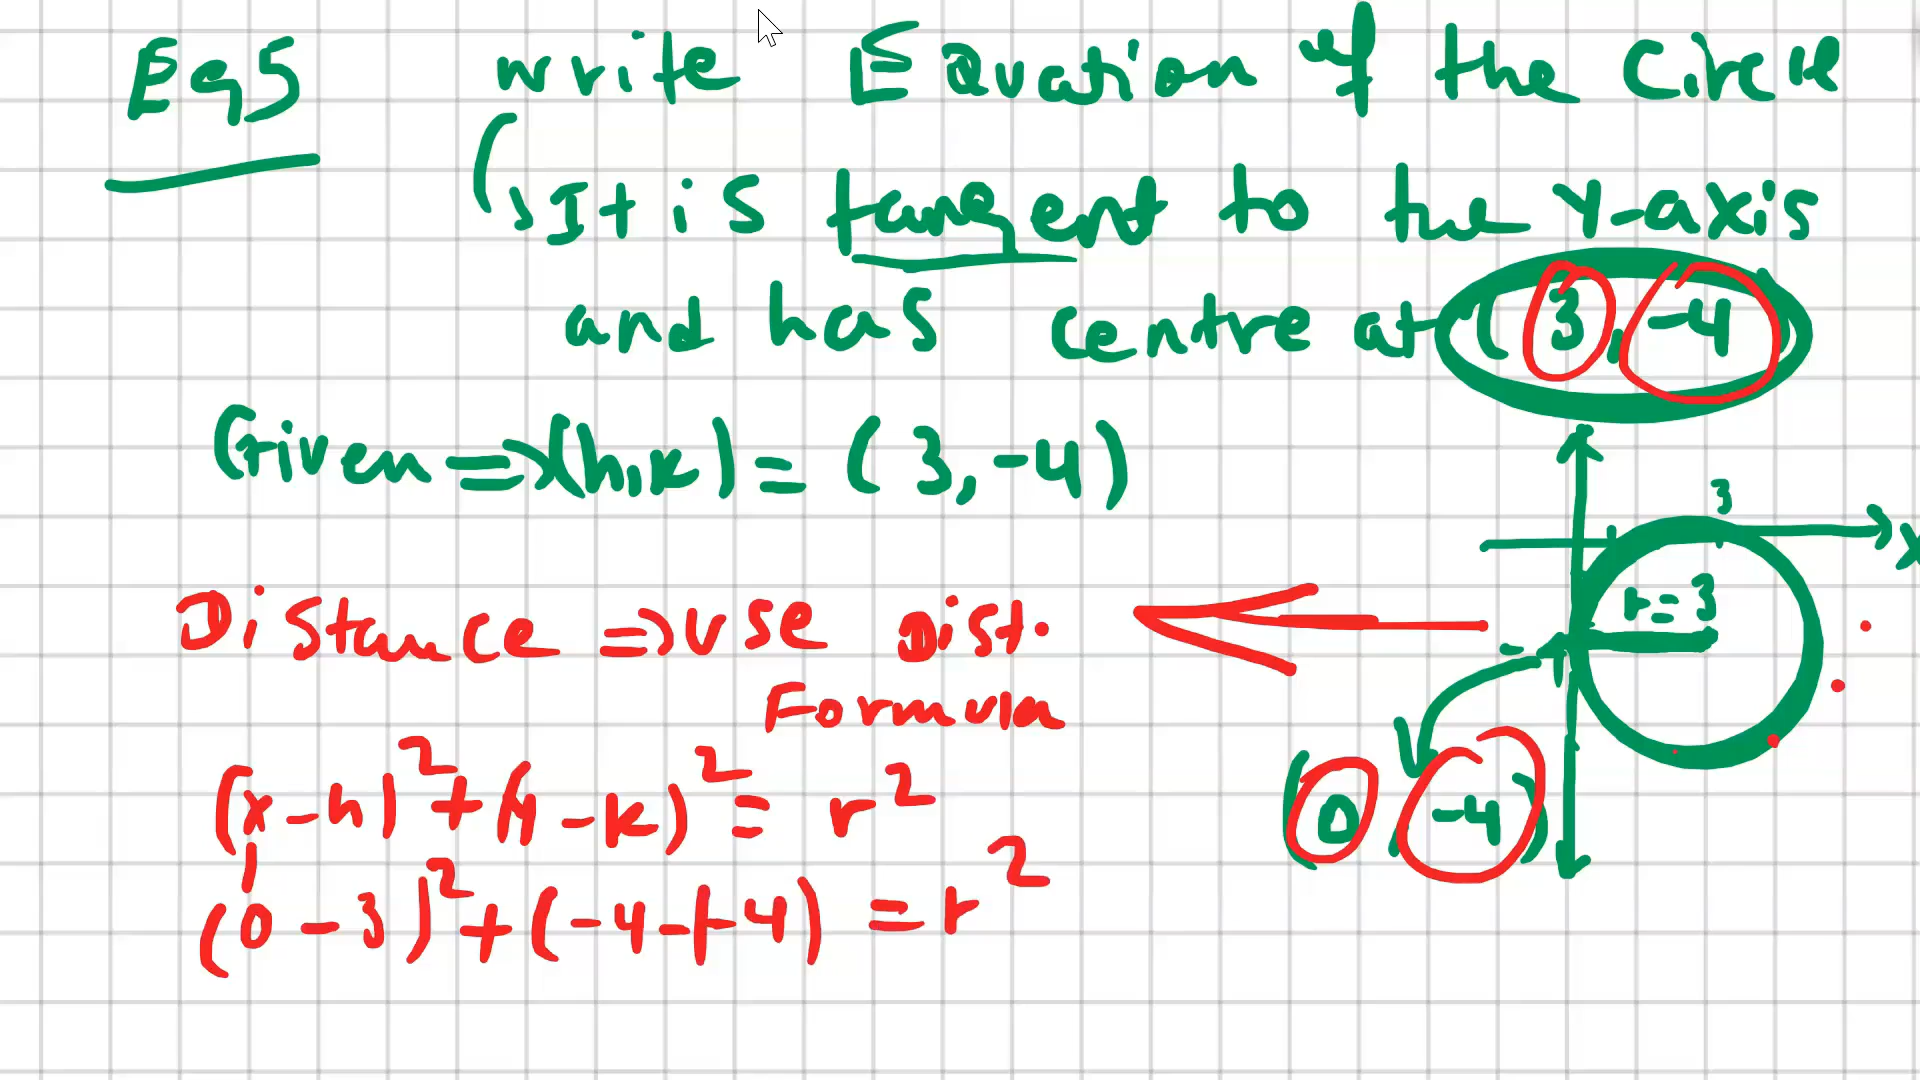 Eg5 write Equation of the Circle
( , It is tangent to the Y-axis
and has centre at (3, -4)
Given ⇒ (h,k) = (3, -4)
3
x
Distance ⇒ use Dist.
Formula
r = 3
(0, -4)
(x-h)²+(y-k)² = r²
(0-3)²+(-4--4) = r²